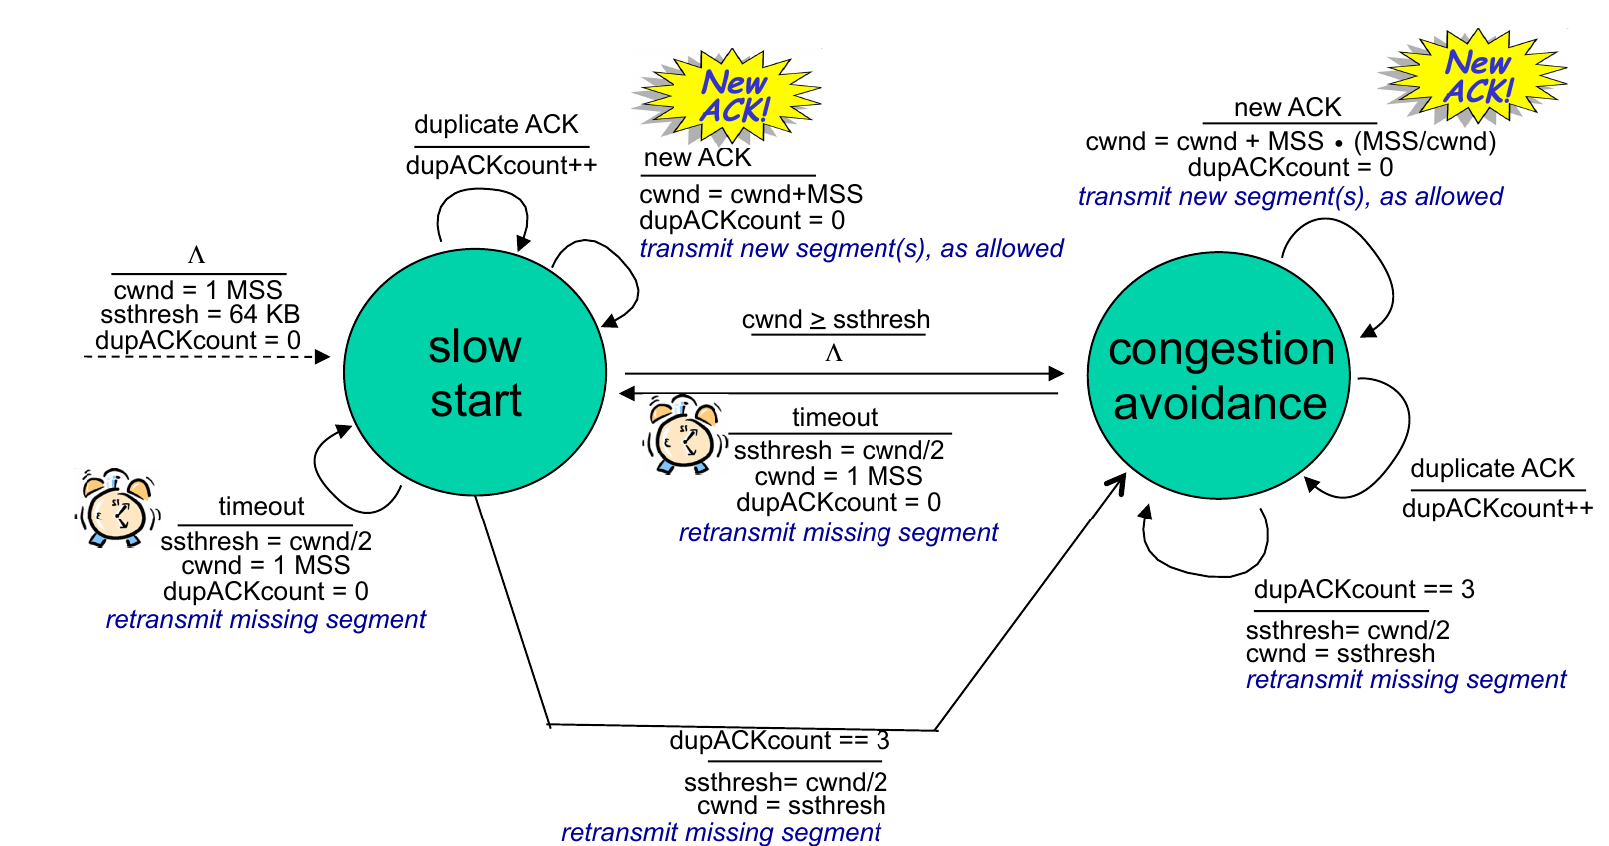 New
ACK!
New
ACK!
duplicate ACK
dupACKcount++
new ACK
cwnd = cwnd+MSS
dupACKcount = 0
transmit new segment(s), as allowed
new ACK
cwnd = cwnd + MSS • (MSS/cwnd)
dupACKcount = 0
transmit new segment(s), as allowed
Λ
cwnd = 1 MSS
ssthresh = 64 KB
dupACKcount = 0
slow
start
cwnd ≥ ssthresh
Λ
congestion
avoidance
timeout
ssthresh = cwnd/2
cwnd = 1 MSS
dupACKcount = 0
retransmit missing segment
timeout
ssthresh = cwnd/2
cwnd = 1 MSS
dupACKcount = 0
retransmit missing segment
duplicate ACK
dupACKcount++
dupACKcount == 3
ssthresh= cwnd/2
cwnd = ssthresh
retransmit missing segment
dupACKcount == 3
ssthresh= cwnd/2
cwnd = ssthresh
retransmit missing segment